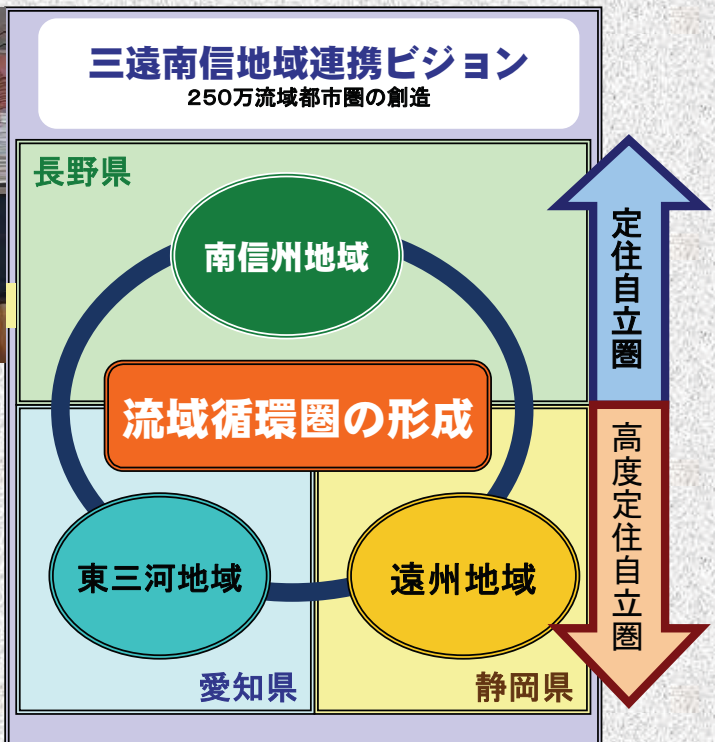 三遠南信地域連携ビジョン
250万流域都市圏の創造
長野県
南信州地域
定住自立圏
流域循環圏の形成
高度定住自立圏
東三河地域
遠州地域
愛知県
静岡県